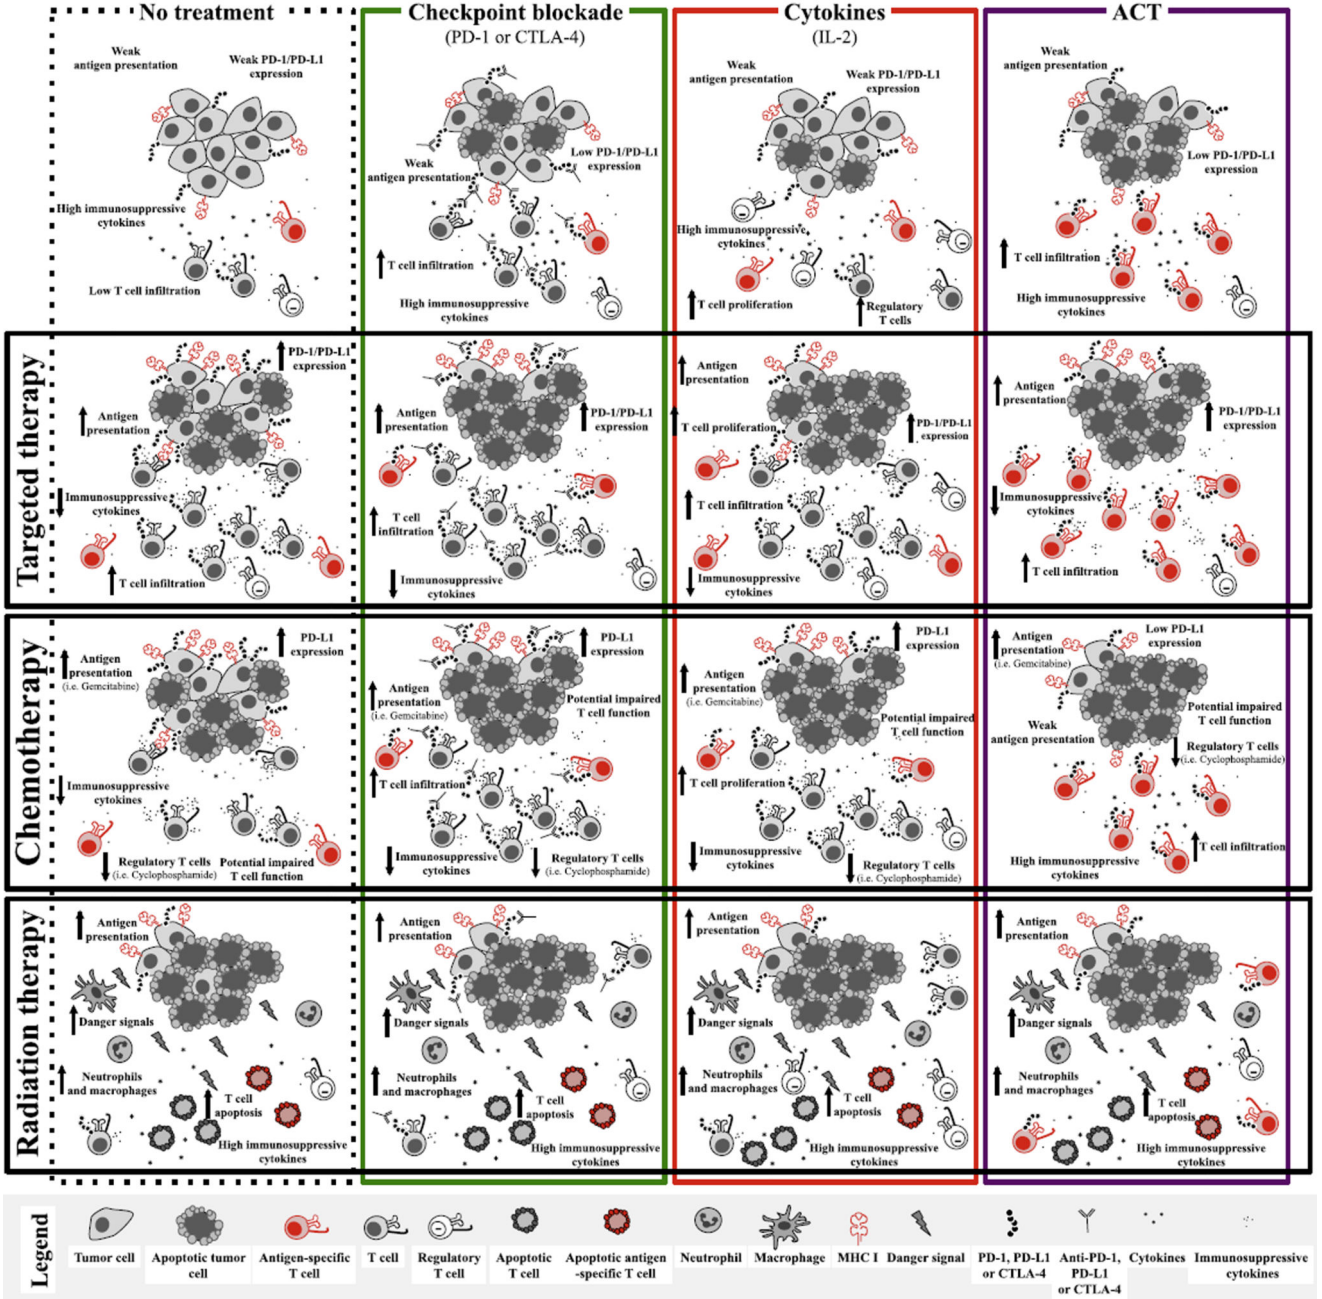 No treatment
Checkpoint blockade
(PD-1 or CTLA-4)
Cytokines
(IL-2)
ACT
Weak
antigen presentation
Weak PD-1/PD-L1
expression
High immunosuppressive
cytokines
Low T cell infiltration
Weak
antigen presentation
Low PD-1/PD-L1
expression
T cell infiltration
High immunosuppressive
cytokines
Weak
antigen presentation
Weak PD-1/PD-L1
expression
High immunosuppressive
cytokines
T cell proliferation
Regulatory
T cells
Weak
antigen presentation
Low PD-1/PD-L1
expression
T cell infiltration
High immunosuppressive
cytokines
Targeted therapy
PD-1/PD-L1
expression
Antigen
presentation
Immunosuppressive
cytokines
T cell infiltration
Antigen
presentation
PD-1/PD-L1
expression
T cell
infiltration
Immunosuppressive
cytokines
Antigen
presentation
T cell proliferation
PD-1/PD-L1
expression
T cell infiltration
Immunosuppressive
cytokines
Antigen
presentation
PD-1/PD-L1
expression
Immunosuppressive
cytokines
T cell infiltration
Chemotherapy
PD-L1
expression
Antigen
presentation
(i.e. Gemcitabine)
Immunosuppressive
cytokines
Regulatory T cells
(i.e. Cyclophosphamide)
Potential impaired
T cell function
PD-L1
expression
Antigen
presentation
(i.e. Gemcitabine)
Potential impaired
T cell function
T cell infiltration
Immunosuppressive
cytokines
Regulatory T cells
(i.e. Cyclophosphamide)
PD-L1
expression
Antigen
presentation
(i.e. Gemcitabine)
Potential impaired
T cell function
T cell proliferation
Immunosuppressive
cytokines
Regulatory T cells
(i.e. Cyclophosphamide)
Antigen
presentation
(i.e. Gemcitabine)
Low PD-L1
expression
Potential impaired
T cell function
Weak
antigen presentation
Regulatory T cells
(i.e. Cyclophosphamide)
T cell infiltration
High immunosuppressive
cytokines
Radiation therapy
Antigen
presentation
Danger signals
Neutrophils
and macrophages
T cell
apoptosis
High immunosuppressive
cytokines
Antigen
presentation
Danger signals
Neutrophils
and macrophages
T cell
apoptosis
High immunosuppressive
cytokines
Antigen
presentation
Danger signals
Neutrophils
and macrophages
T cell
apoptosis
High immunosuppressive
cytokines
Antigen
presentation
Danger signals
Neutrophils
and macrophages
T cell
apoptosis
High immunosuppressive
cytokines
Legend
Tumor cell
Apoptotic tumor
cell
Antigen-specific
T cell
T cell
Regulatory
T cell
Apoptotic
T cell
Apoptotic antigen
-specific T cell
Neutrophil
Macrophage
MHC I
Danger signal
PD-1, PD-L1
or CTLA-4
Anti-PD-1,
PD-L1
or CTLA-4
Cytokines
Immunosuppressive
cytokines